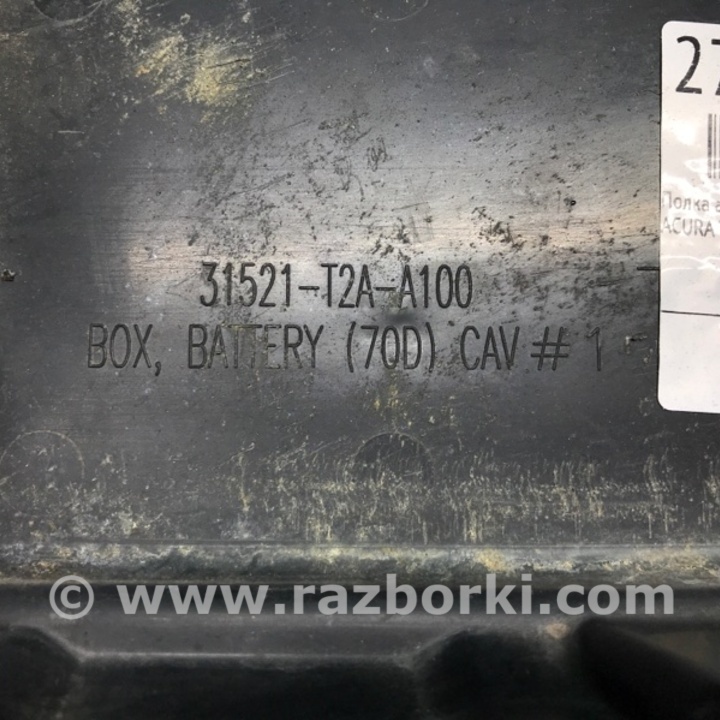 27
Полка
ACURA
31521-T2A-A100
BOX, BATTERY (70D) CAV # 1
© www.razborki.com